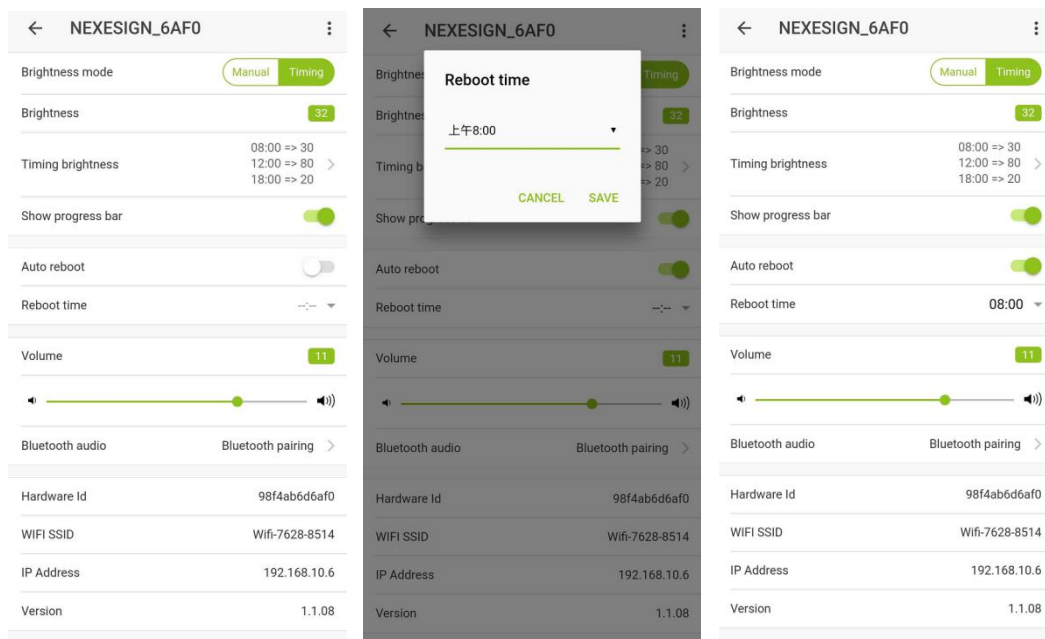 NEXESIGN_6AF0
Brightness mode Manual Timing
Brightness 32
Timing brightness
08:00 => 30
12:00 => 80
18:00 => 20
Show progress bar
Auto reboot
Reboot time --:--
Volume 11
Bluetooth audio Bluetooth pairing
Hardware Id 98f4ab6d6af0
WIFI SSID Wifi-7628-8514
IP Address 192.168.10.6
Version 1.1.08
NEXESIGN_6AF0
Brightne Timing
Reboot time
Brightne 32
上午8:00
=> 30
Timing b => 80
=> 20
CANCEL SAVE
Show pro
Auto reboot
Reboot time --:--
Volume 11
Bluetooth audio Bluetooth pairing
Hardware Id 98f4ab6d6af0
WIFI SSID Wifi-7628-8514
IP Address 192.168.10.6
Version 1.1.08
NEXESIGN_6AF0
Brightness mode Manual Timing
Brightness 32
Timing brightness
08:00 => 30
12:00 => 80
18:00 => 20
Show progress bar
Auto reboot
Reboot time 08:00
Volume 11
Bluetooth audio Bluetooth pairing
Hardware Id 98f4ab6d6af0
WIFI SSID Wifi-7628-8514
IP Address 192.168.10.6
Version 1.1.08